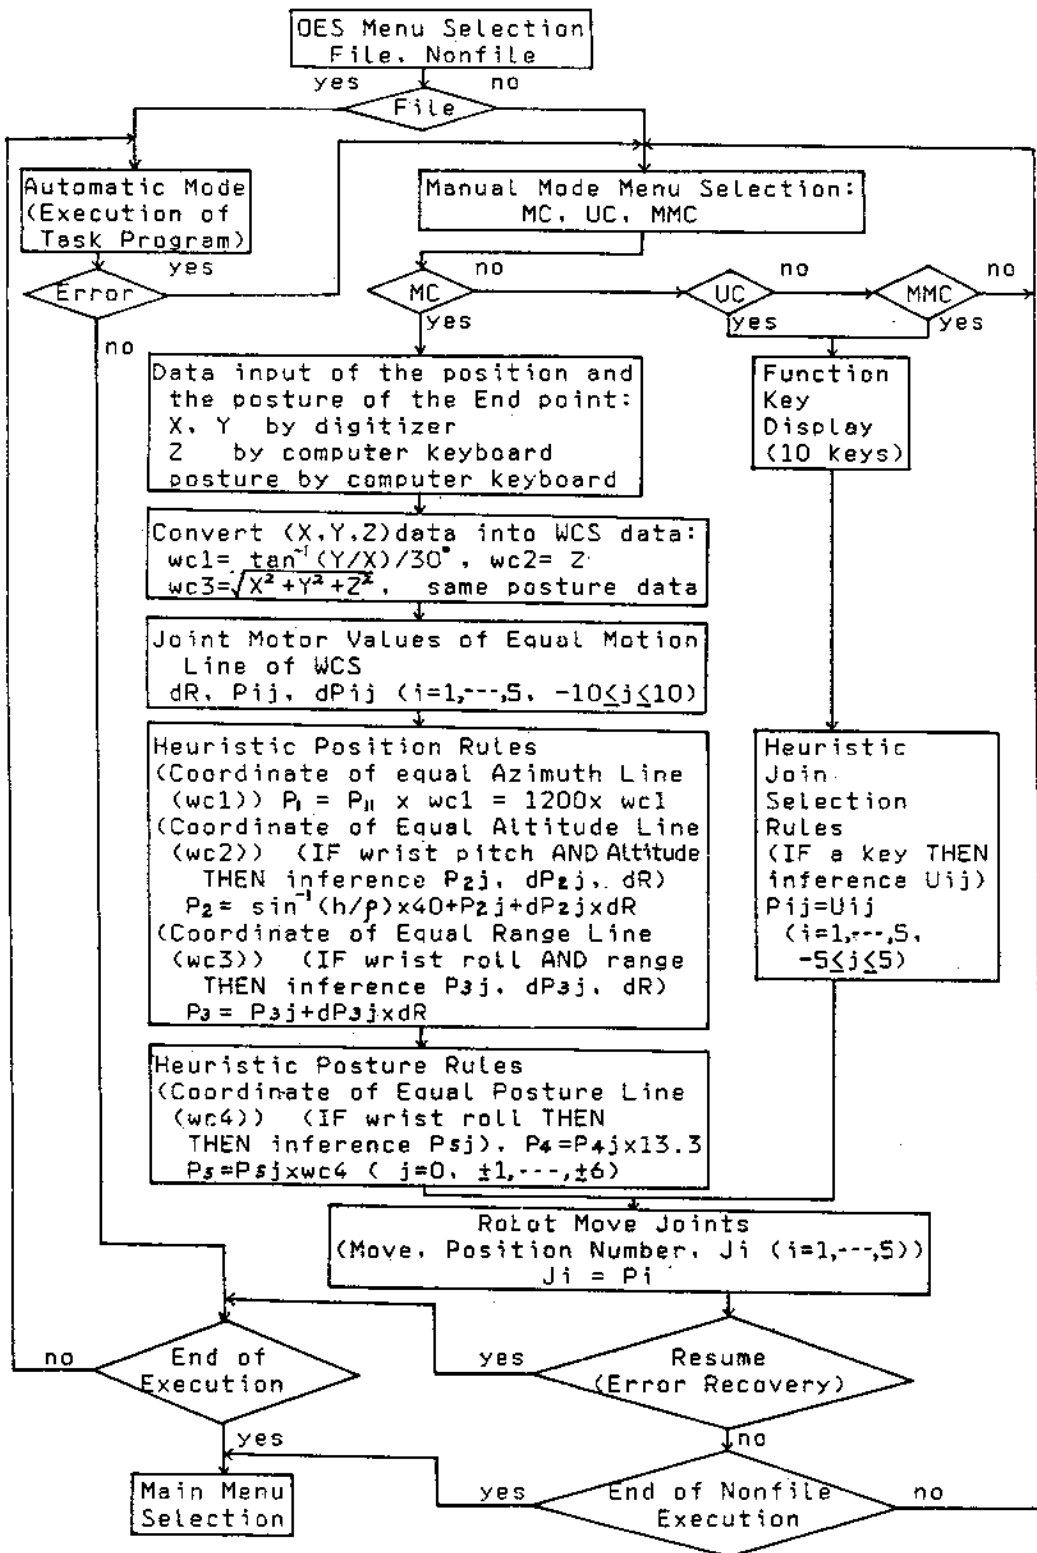 OES Menu Selection
File, Nonfile
yes
no
File
Automatic Mode
(Execution of
Task Program)
Manual Mode Menu Selection:
MC, UC, MMC
yes
Error
no
no
MC
yes
no
UC
yes
no
MMC
yes
Data input of the position and
the posture of the End point:
X, Y by digitizer
Z by computer keyboard
posture by computer keyboard
Function
Key
Display
(10 keys)
Convert (X,Y,Z)data into WCS data:
wc1= tan⁻¹(Y/X)/30°, wc2= Z
wc3=√X²+Y²+Z², same posture data
Joint Motor Values of Equal Motion
Line of WCS
dR, Pij, dPij (i=1,---,5, -10≤j≤10)
Heuristic Position Rules
(Coordinate of equal Azimuth Line
(wc1)) P₁ = P₁₁ x wc1 = 1200x wc1
(Coordinate of Equal Altitude Line
(wc2)) (IF wrist pitch AND Altitude
THEN inference P2j, dP2j, dR)
P2= sin⁻¹(h/ρ)x40+P2j+dP2jxdR
(Coordinate of Equal Range Line
(wc3)) (IF wrist roll AND range
THEN inference P3j, dP3j, dR)
P3= P3j+dP3jxdR
Heuristic
Join
Selection
Rules
(IF a key THEN
inference Uij)
Pij=Uij
(i=1,---,5,
-5≤j≤5)
Heuristic Posture Rules
(Coordinate of Equal Posture Line
(wc4)) (IF wrist roll THEN
THEN inference P5j), P4=P4jx13.3
P5=P5jxwc4 ( j=0, ±1,---,±6)
Robot Move Joints
(Move, Position Number, Ji (i=1,---,5))
Ji = Pi
no
End of
Execution
yes
yes
Resume
(Error Recovery)
no
Main Menu
Selection
yes
End of Nonfile
Execution
no